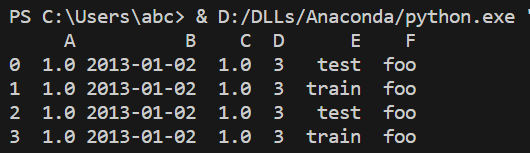 PS C:\Users\abc> & D:/DLLs/Anaconda/python.exe "
     A          B    C  D      E    F
0  1.0 2013-01-02  1.0  3   test  foo
1  1.0 2013-01-02  1.0  3  train  foo
2  1.0 2013-01-02  1.0  3   test  foo
3  1.0 2013-01-02  1.0  3  train  foo